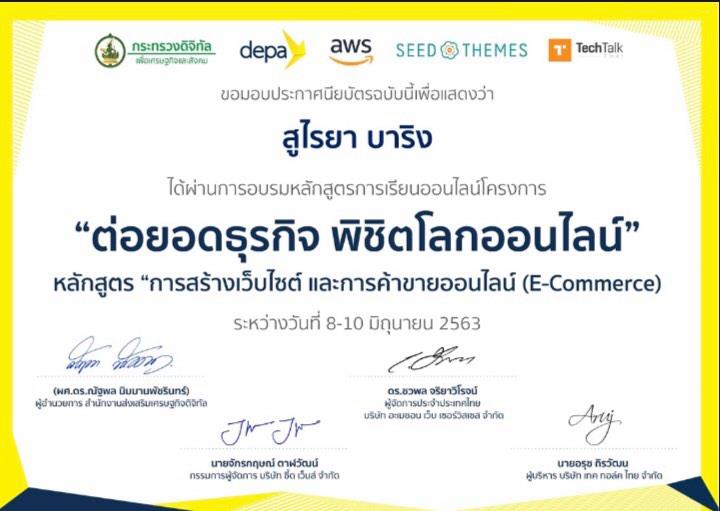 กระทรวงดิจิทัล
เพื่อเศรษฐกิจและสังคม
depa
aws
SEED THEMES
TechTalk
ขอมอบประกาศนียบัตรฉบับนี้เพื่อแสดงว่า
สูไรยา บาริง
ได้ผ่านการอบรมหลักสูตรการเรียนออนไลน์โครงการ
“ต่อยอดธุรกิจ พิชิตโลกออนไลน์”
หลักสูตร “การสร้างเว็บไซต์ และการค้าขายออนไลน์ (E-Commerce)
ระหว่างวันที่ 8-10 มิถุนายน 2563
(ผศ.ดร.ณัฐพล นิมมานพัชรินทร์)
ผู้อำนวยการ สำนักงานส่งเสริมเศรษฐกิจดิจิทัล
ดร.ชวพล จริยาวิโรจน์
ผู้จัดการประจำประเทศไทย
บริษัท อะเมซอน เว็บ เซอร์วิสเซส จำกัด
นายจักรกฤษณ์ ตาฬวัฒน์
กรรมการผู้จัดการ บริษัท ซี้ด เว็บส์ จำกัด
นายอรุช ถิรวัฒน
ผู้บริหาร บริษัท เทค ทอล์ค ไทย จำกัด